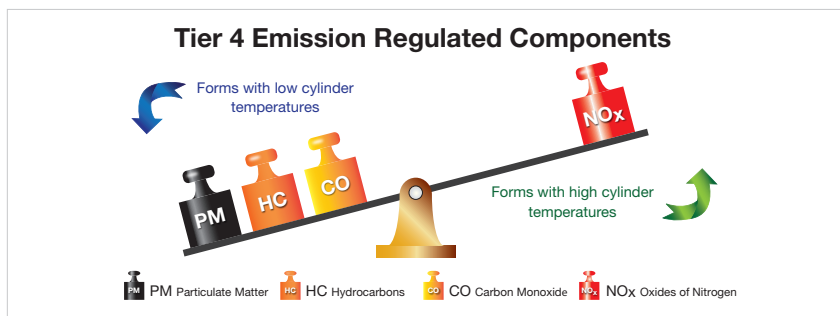 Tier 4 Emission Regulated Components
Forms with low cylinder
temperatures
NOx
PM
HC
CO
Forms with high cylinder
temperatures
PM PM Particulate Matter
HC HC Hydrocarbons
CO CO Carbon Monoxide
NOx NOx Oxides of Nitrogen